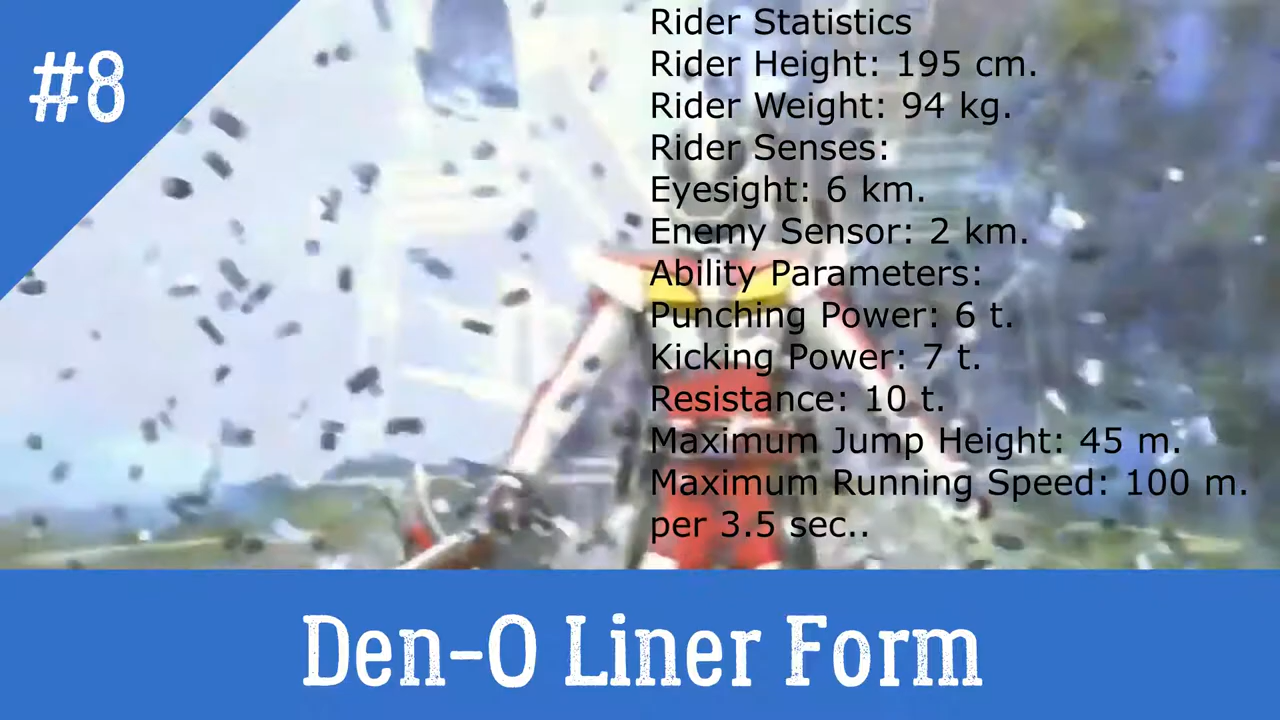 #8
Rider Statistics
Rider Height: 195 cm.
Rider Weight: 94 kg.
Rider Senses:
Eyesight: 6 km.
Enemy Sensor: 2 km.
Ability Parameters:
Punching Power: 6 t.
Kicking Power: 7 t.
Resistance: 10 t.
Maximum Jump Height: 45 m.
Maximum Running Speed: 100 m.
per 3.5 sec..
Den-O Liner Form